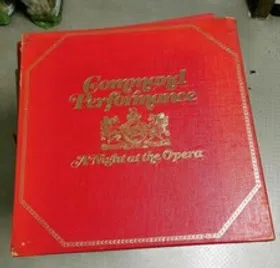 Command
Performance
A Night at the Opera